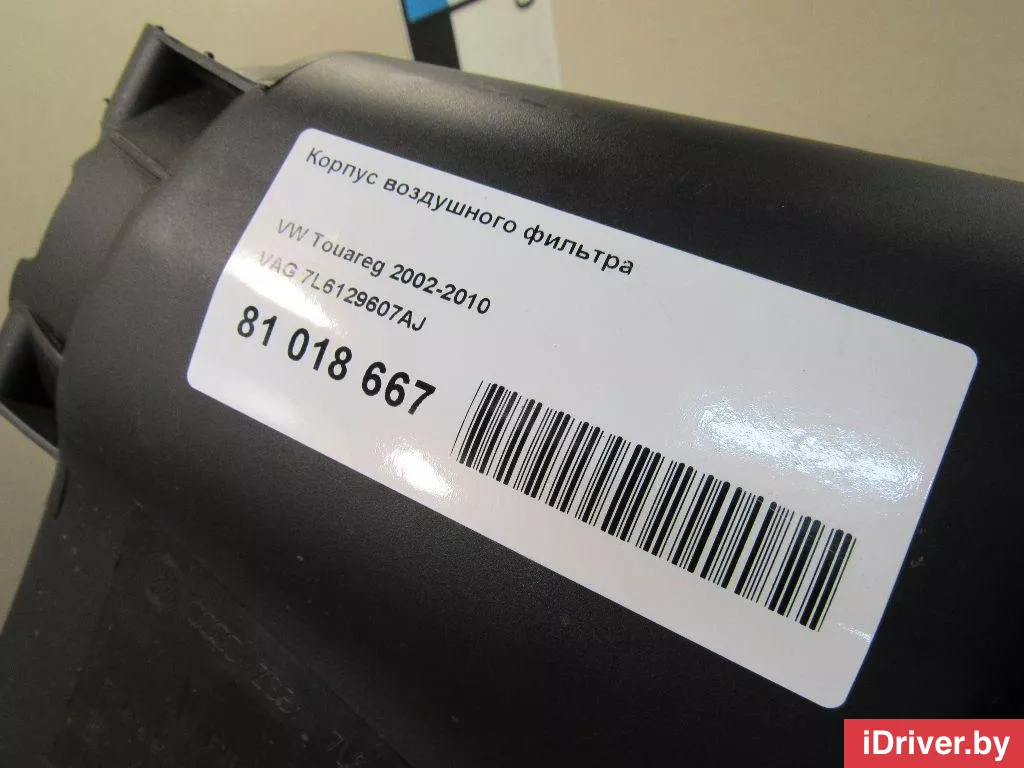 Корпус воздушного фильтра
VW Touareg 2002-2010
VAG 7L6129607AJ
81 018 667
iDriver.by